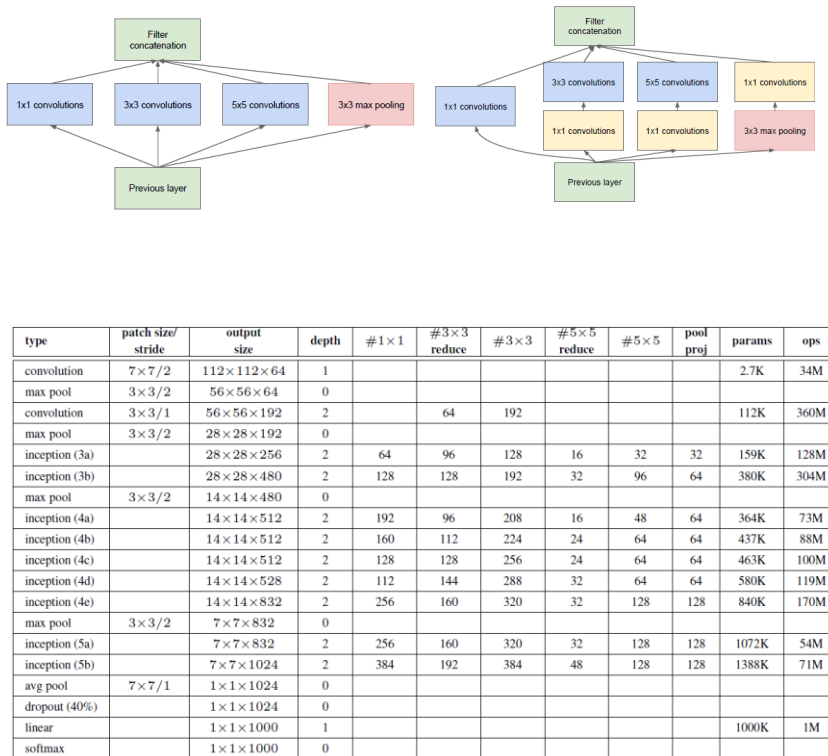 Filter
concatenation
1x1 convolutions
3x3 convolutions
5x5 convolutions
3x3 max pooling
Previous layer
Filter
concatenation
3x3 convolutions
5x5 convolutions
1x1 convolutions
1x1 convolutions
1x1 convolutions
1x1 convolutions
3x3 max pooling
Previous layer
type patch size/ stride output size depth #1×1 #3×3 reduce #3×3 #5×5 reduce #5×5 pool proj params ops
convolution 7×7/2 112×112×64 1 2.7K 34M
max pool 3×3/2 56×56×64 0
convolution 3×3/1 56×56×192 2 64 192 112K 360M
max pool 3×3/2 28×28×192 0
inception (3a) 28×28×256 2 64 96 128 16 32 32 159K 128M
inception (3b) 28×28×480 2 128 128 192 32 96 64 380K 304M
max pool 3×3/2 14×14×480 0
inception (4a) 14×14×512 2 192 96 208 16 48 64 364K 73M
inception (4b) 14×14×512 2 160 112 224 24 64 64 437K 88M
inception (4c) 14×14×512 2 128 128 256 24 64 64 463K 100M
inception (4d) 14×14×528 2 112 144 288 32 64 64 580K 119M
inception (4e) 14×14×832 2 256 160 320 32 128 128 840K 170M
max pool 3×3/2 7×7×832 0
inception (5a) 7×7×832 2 256 160 320 32 128 128 1072K 54M
inception (5b) 7×7×1024 2 384 192 384 48 128 128 1388K 71M
avg pool 7×7/1 1×1×1024 0
dropout (40%) 1×1×1024 0
linear 1×1×1000 1 1000K 1M
softmax 1×1×1000 0